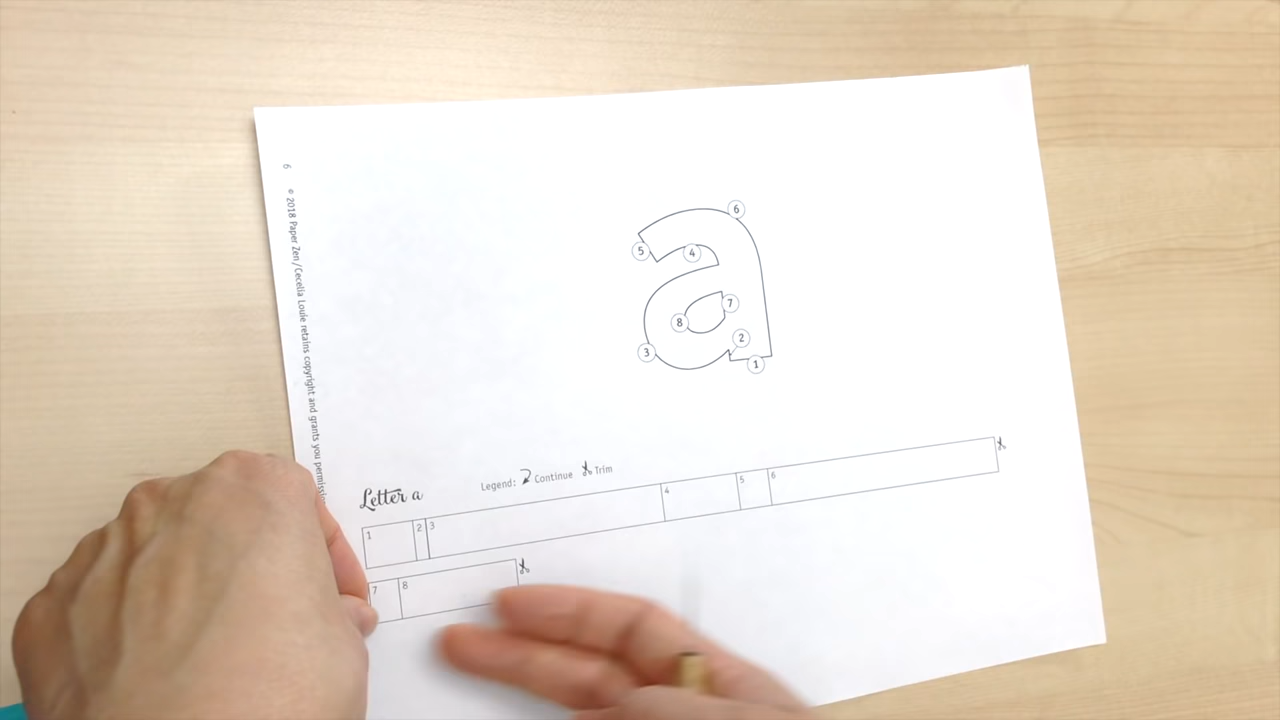 6
© 2018 Paper Zen/Cecelia Louie retains copyright and grants you permission
6
5
4
7
8
2
3
1
Letter a
Legend: Continue Trim
1 2 3 4 5 6
7 8